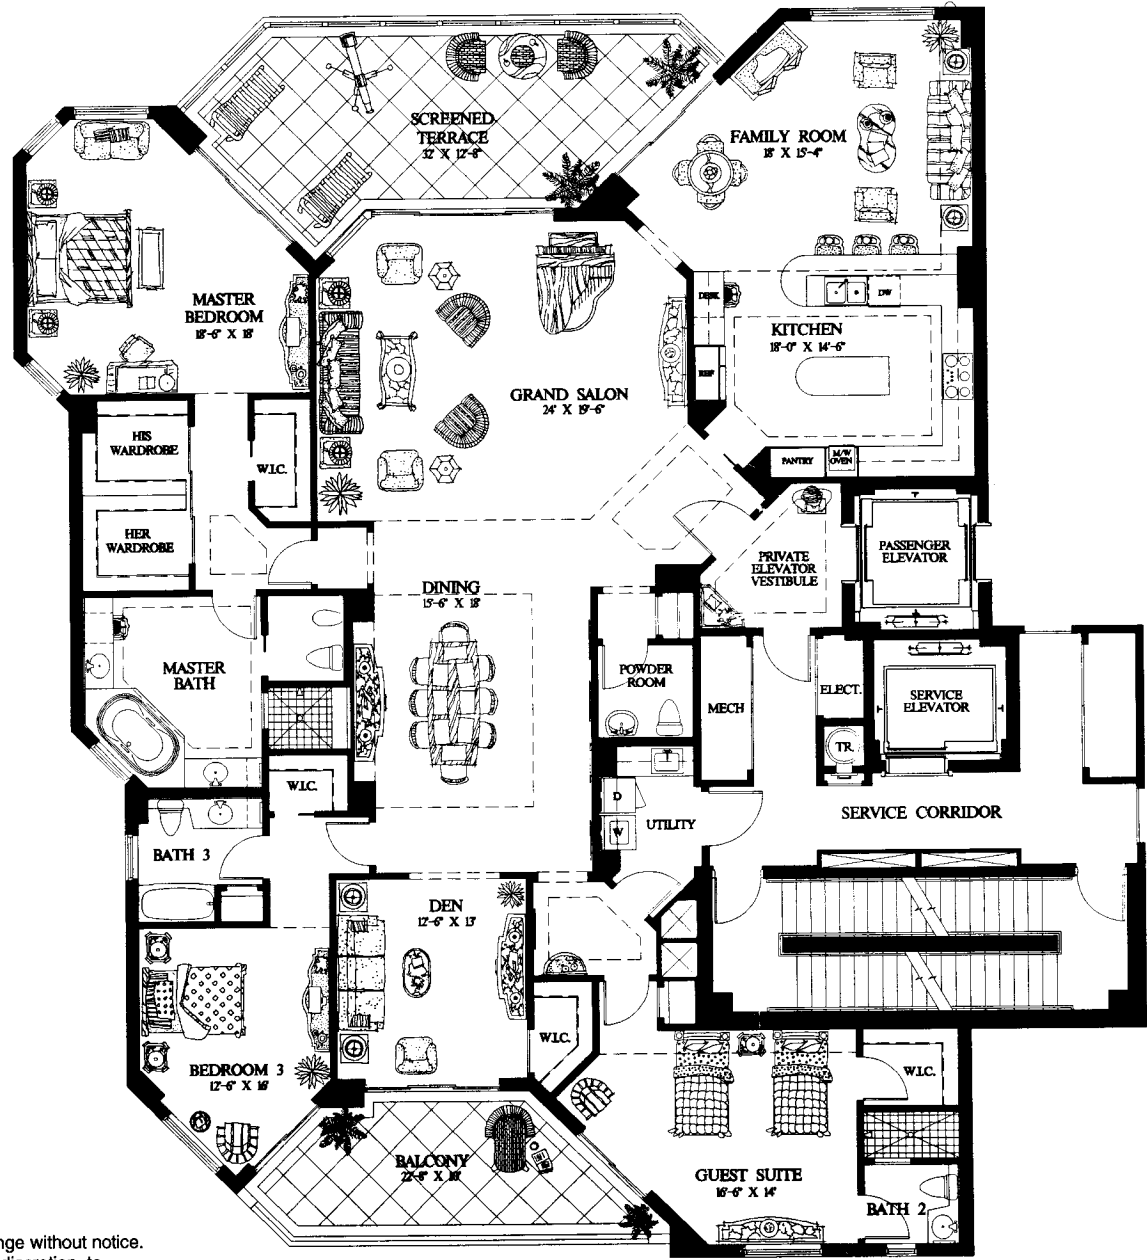 SCREENED
TERRACE
32' X 12'-8"
FAMILY ROOM
18' X 15'-4"
MASTER
BEDROOM
18'-6" X 18'
DESK
DW
KITCHEN
18'-0" X 14'-6"
REF
GRAND SALON
24' X 19'-6"
HIS
WARDROBE
W.I.C.
PANTRY
M/W
OVEN
HER
WARDROBE
PRIVATE
ELEVATOR
VESTIBULE
PASSENGER
ELEVATOR
DINING
15'-6" X 18'
MASTER
BATH
POWDER
ROOM
MECH
ELECT.
SERVICE
ELEVATOR
TR.
W.I.C.
D
W
UTILITY
SERVICE CORRIDOR
BATH 3
DEN
12'-6" X 13'
W.I.C.
BEDROOM 3
12'-6" X 16'
W.I.C.
BALCONY
22'-8" X 10'
GUEST SUITE
16'-6" X 14'
BATH 2
nge without notice.